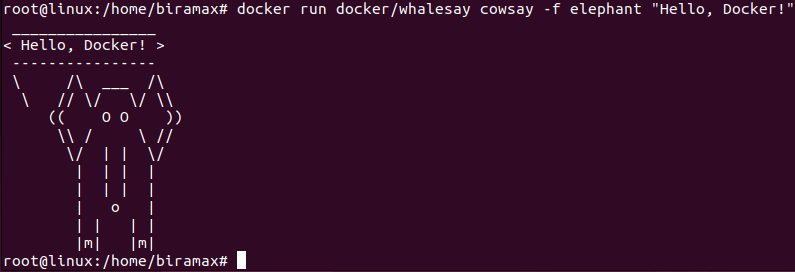 root@linux:/home/biramax# docker run docker/whalesay cowsay -f elephant "Hello, Docker!"
 ________________
< Hello, Docker! >
 ----------------
 \     /\  ___  /\
  \   // \/   \/ \\
     ((    O O    ))
      \\ /     \ //
       \/  | |  \/
        |  | |  |
        |  | |  |
        |   o   |
        | |   | |
        |m|   |m|
root@linux:/home/biramax#